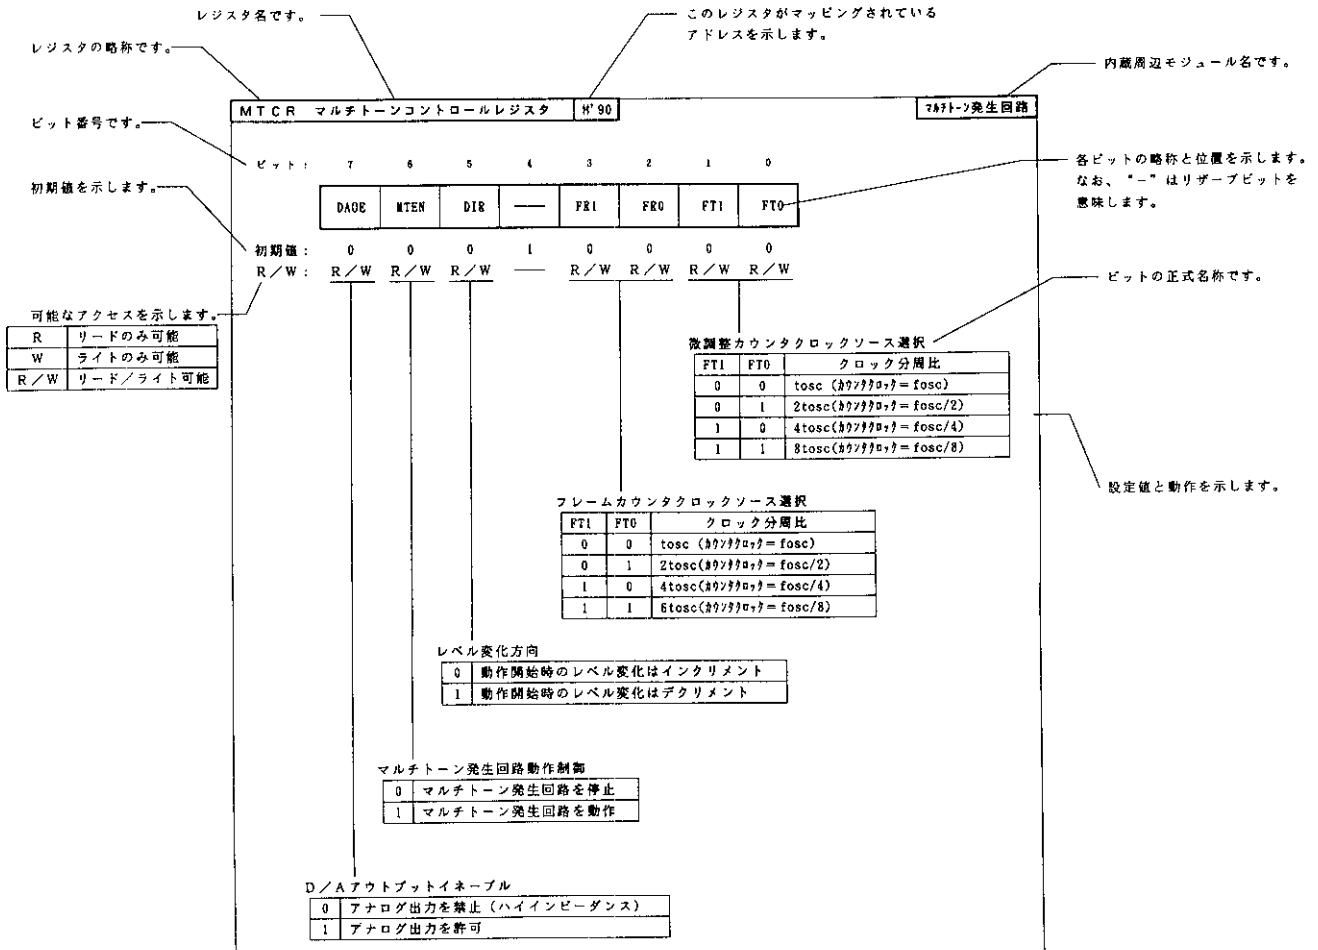 レジスタ名です。
このレジスタがマッピングされている
アドレスを示します。
レジスタの略称です。
内蔵周辺モジュール名です。
MTCR マルチトーンコントロールレジスタ H'90
マルチトーン発生回路
ビット番号です。
ビット: 7 6 5 4 3 2 1 0
各ビットの略称と位置を示します。
なお、“−”はリザーブビットを
意味します。
初期値を示します。
DAOE MTEN DIR ─── FR1 FR0 FT1 FT0
初期値: 0 0 0 1 0 0 0 0
R/W: R/W R/W R/W ─── R/W R/W R/W R/W
ビットの正式名称です。
可能なアクセスを示します。
R リードのみ可能
W ライトのみ可能
R/W リード/ライト可能
微調整カウンタクロックソース選択
FT1 FT0 クロック分周比
0 0 tosc (カウンタクロック=fosc)
0 1 2tosc(カウンタクロック=fosc/2)
1 0 4tosc(カウンタクロック=fosc/4)
1 1 8tosc(カウンタクロック=fosc/8)
設定値と動作を示します。
フレームカウンタクロックソース選択
FT1 FT0 クロック分周比
0 0 tosc (カウンタクロック=fosc)
0 1 2tosc(カウンタクロック=fosc/2)
1 0 4tosc(カウンタクロック=fosc/4)
1 1 6tosc(カウンタクロック=fosc/8)
レベル変化方向
0 動作開始時のレベル変化はインクリメント
1 動作開始時のレベル変化はデクリメント
マルチトーン発生回路動作制御
0 マルチトーン発生回路を停止
1 マルチトーン発生回路を動作
D/Aアウトプットイネーブル
0 アナログ出力を禁止(ハイインピーダンス)
1 アナログ出力を許可